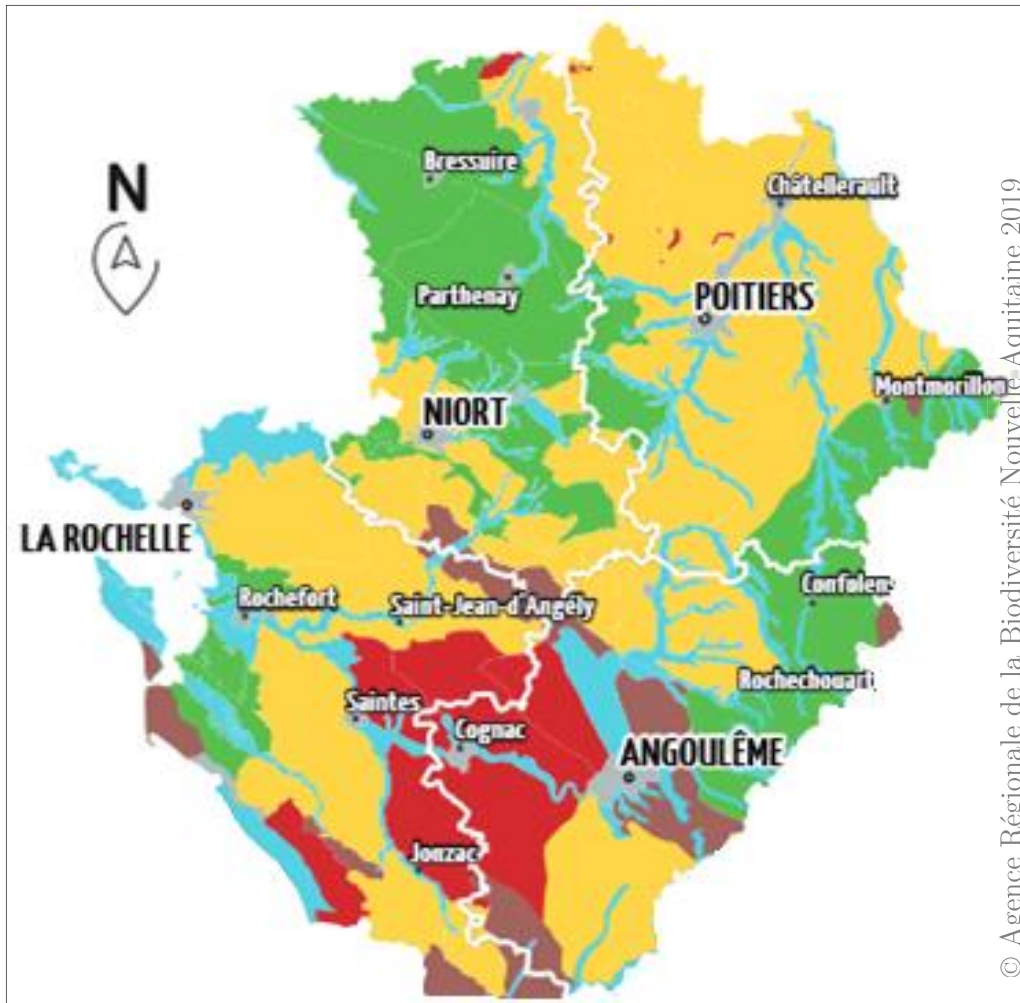 N
Bressuire
Châtellerault
Parthenay
POITIERS
Montmorillon
NIORT
LA ROCHELLE
Confolen
Rochefort
Saint-Jean-d'Angély
Rochechouart
Saintes
Cognac
ANGOULÊME
Jonzac
© Agence Régionale de la Biodiversité Nouvelle-Aquitaine 2019